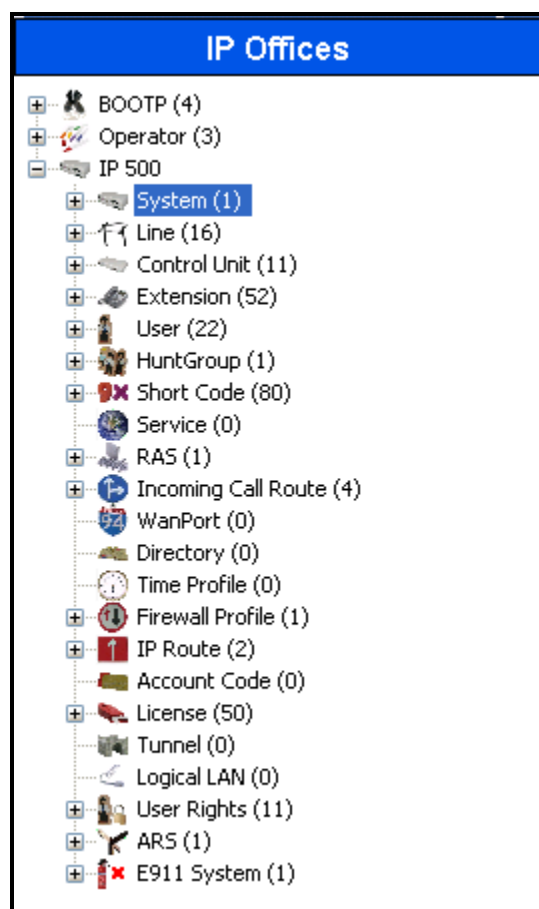 IP Offices
BOOTP (4)
Operator (3)
IP 500
System (1)
Line (16)
Control Unit (11)
Extension (52)
User (22)
HuntGroup (1)
Short Code (80)
Service (0)
RAS (1)
Incoming Call Route (4)
94 WanPort (0)
Directory (0)
Time Profile (0)
Firewall Profile (1)
IP Route (2)
Account Code (0)
License (50)
Tunnel (0)
Logical LAN (0)
User Rights (11)
ARS (1)
E911 System (1)